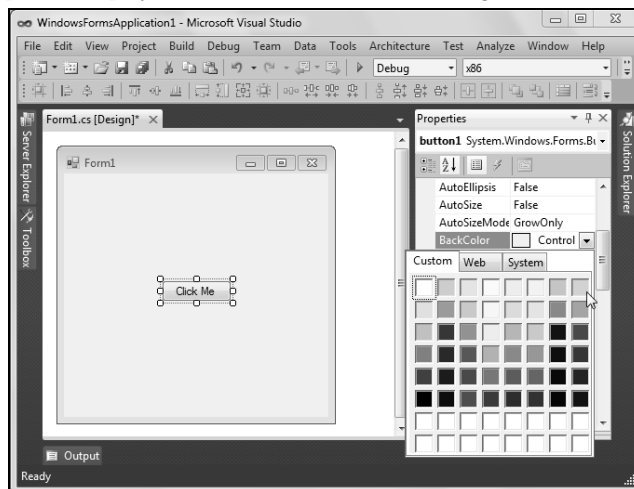 WindowsFormsApplication1 - Microsoft Visual Studio
File Edit View Project Build Debug Team Data Tools Architecture Test Analyze Window Help
Debug x86
Form1.cs [Design]*
Server Explorer
Toolbox
Form1
Click Me
Properties
button1 System.Windows.Forms.Bu
AutoEllipsis False
AutoSize False
AutoSizeMode GrowOnly
BackColor Control
Custom Web System
Solution Explorer
Output
Ready